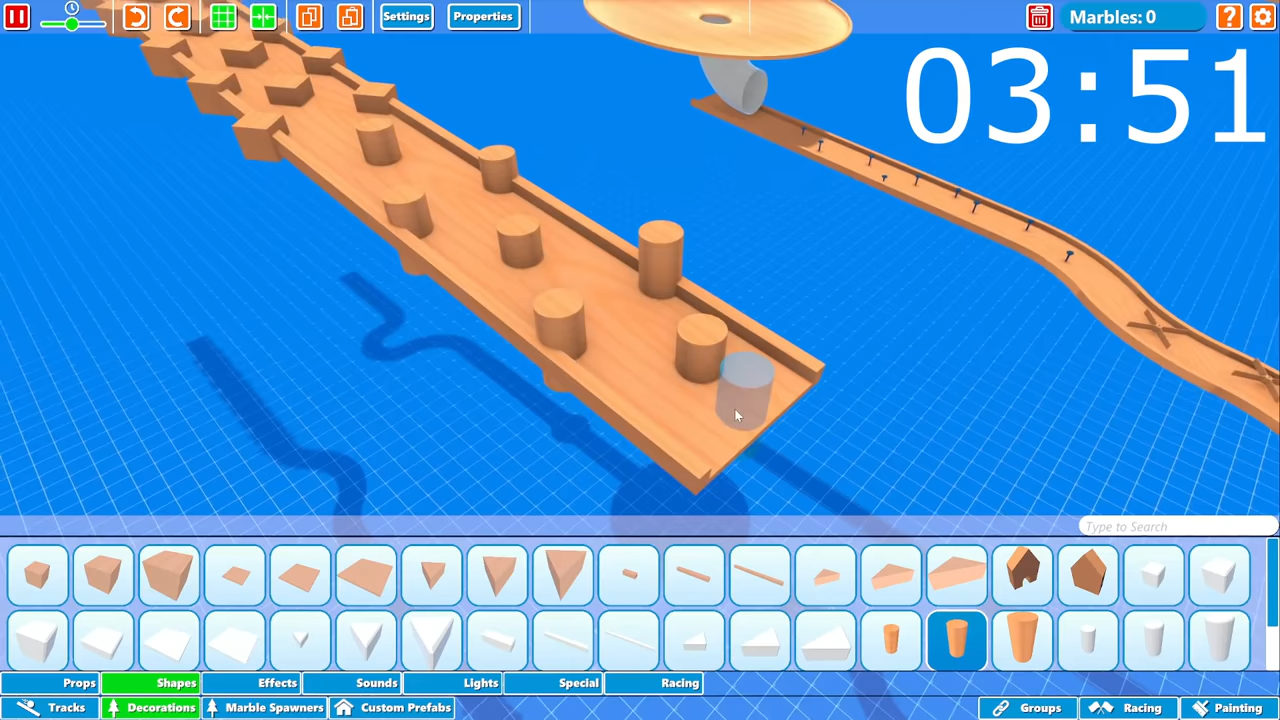 Settings
Properties
Marbles: 0
?
03:51
Type to Search
Props
Shapes
Effects
Sounds
Lights
Special
Racing
Tracks
Decorations
Marble Spawners
Custom Prefabs
Groups
Racing
Painting